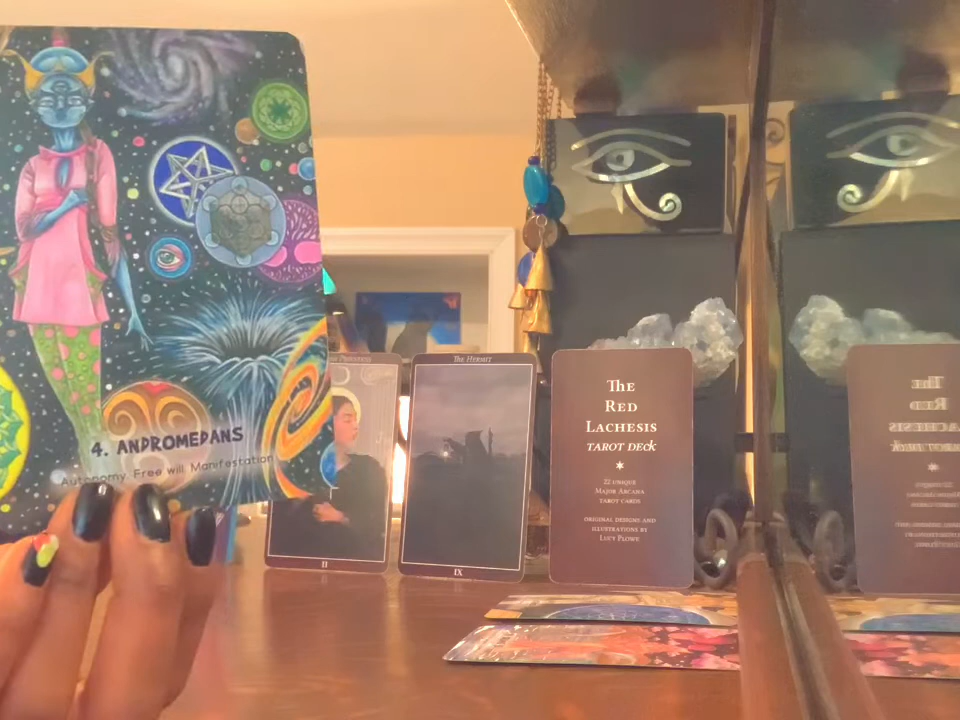 4. ANDROMEDANS
Autonomy. Free will. Manifestation
II
The Hermit
IX
The
Red
Lachesis
Tarot Deck
22 unique
Major Arcana
tarot cards
Original designs and
illustrations by
Lucy Plowe